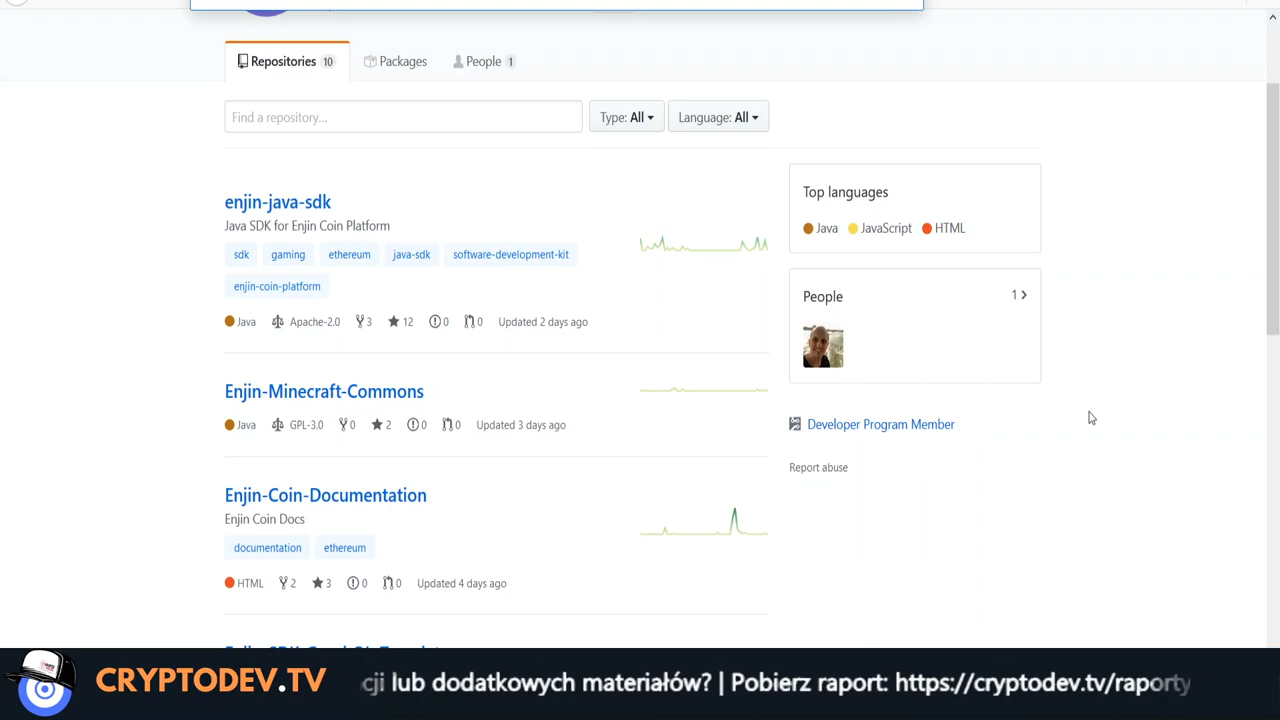 Repositories 10
Packages
People 1
Find a repository...
Type: All
Language: All
enjin-java-sdk
Java SDK for Enjin Coin Platform
sdk gaming ethereum java-sdk software-development-kit
enjin-coin-platform
Java Apache-2.0 3 12 0 0 Updated 2 days ago
Enjin-Minecraft-Commons
Java GPL-3.0 0 2 0 0 Updated 3 days ago
Enjin-Coin-Documentation
Enjin Coin Docs
documentation ethereum
HTML 2 3 0 0 Updated 4 days ago
Top languages
Java JavaScript HTML
People 1
Developer Program Member
Report abuse
CRYPTODEV.TV
cji lub dodatkowych materiałów? | Pobierz raport: https://cryptodev.tv/raporty